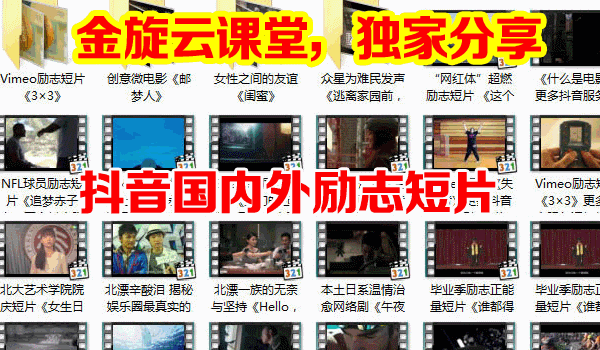 金旋云课堂，独家分享
Vimeo励志短片
《3×3》
创意微电影《邮
梦人》
女性之间的友谊
《闺蜜》
众星为难民发声
《逃离家园前，
“网红体”超燃
励志短片《这个
《什么是电影
更多抖音服务
抖音国内外励志短片
NFL球员励志短
片《追梦赤子
Vimeo励志短
《3×3》更多
北大艺术学院院
庆短片《女生日
北漂辛酸泪 揭秘
娱乐圈最真实的
北漂一族的无奈
与坚持《Hello，
本土日系温情治
愈网络剧《午夜
毕业季励志正能
量短片《谁都得
毕业季励志正能
量短片《谁都得